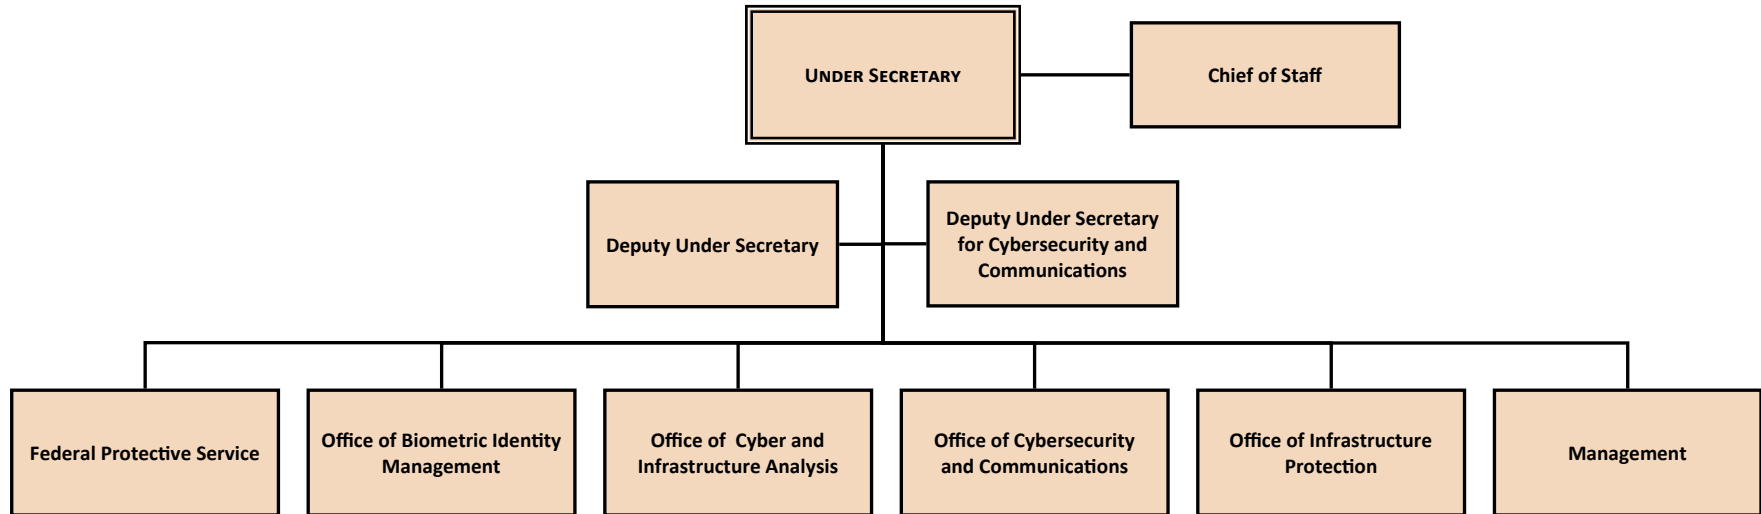 UNDER SECRETARY
Chief of Staff
Deputy Under Secretary
Deputy Under Secretary
for Cybersecurity and
Communications
Federal Protective Service
Office of Biometric Identity
Management
Office of  Cyber and
Infrastructure Analysis
Office of Cybersecurity
and Communications
Office of Infrastructure
Protection
Management